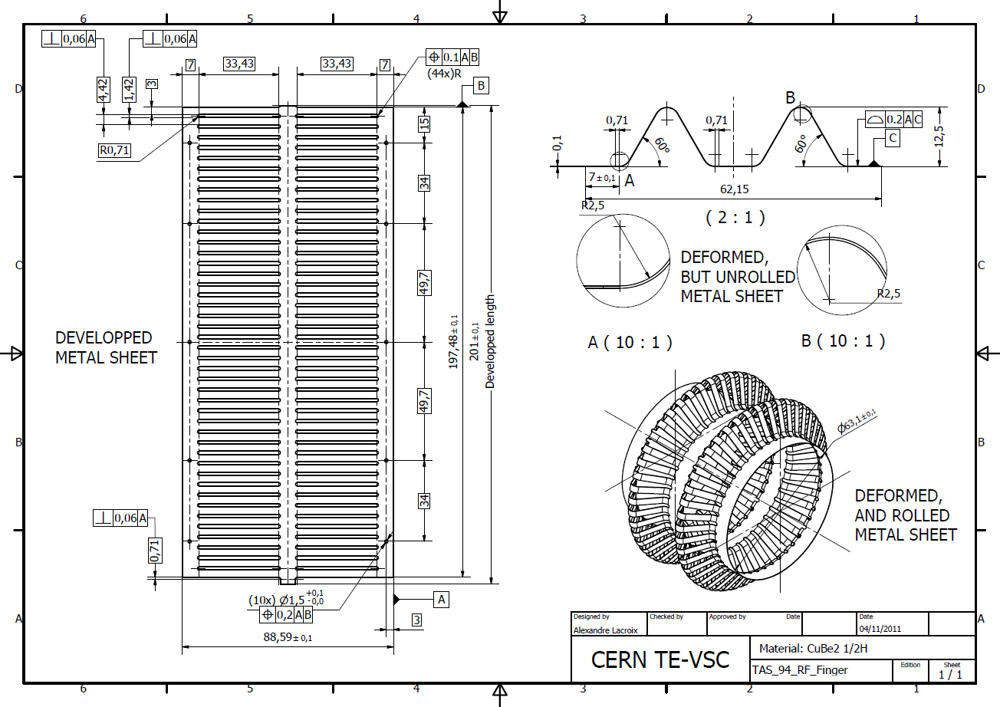 6 5 4 3 2 1
D
C
B
A
D
C
B
A
⊥ 0,06 A
⊥ 0,06 A
7
33,43
33,43
7
⌖ 0.1 A B
(44x)R
B
4,42
1,42
3
R0,71
15
34
49,7
49,7
34
197,48±0,1
201±0,1
Developped length
DEVELOPPED
METAL SHEET
⊥ 0,06 A
0,71
(10x) Ø1,5 +0,1 -0,0
⌖ 0,2 A B
A
3
88,59±0,1
B
0,71
0,71
⌓ 0.2 A C
C
0,1
60°
60°
12,5
7±0,1
A
62,15
R2,5
( 2 : 1 )
DEFORMED,
BUT UNROLLED
METAL SHEET
R2,5
A ( 10 : 1 )
B ( 10 : 1 )
Ø63,1±0,1
DEFORMED,
AND ROLLED
METAL SHEET
Designed by
Alexandre Lacroix
Checked by
Approved by
Date
Date
04/11/2011
CERN TE-VSC
Material: CuBe2 1/2H
TAS_94_RF_Finger
Edition
Sheet
1 / 1
6 5 4 3 2 1